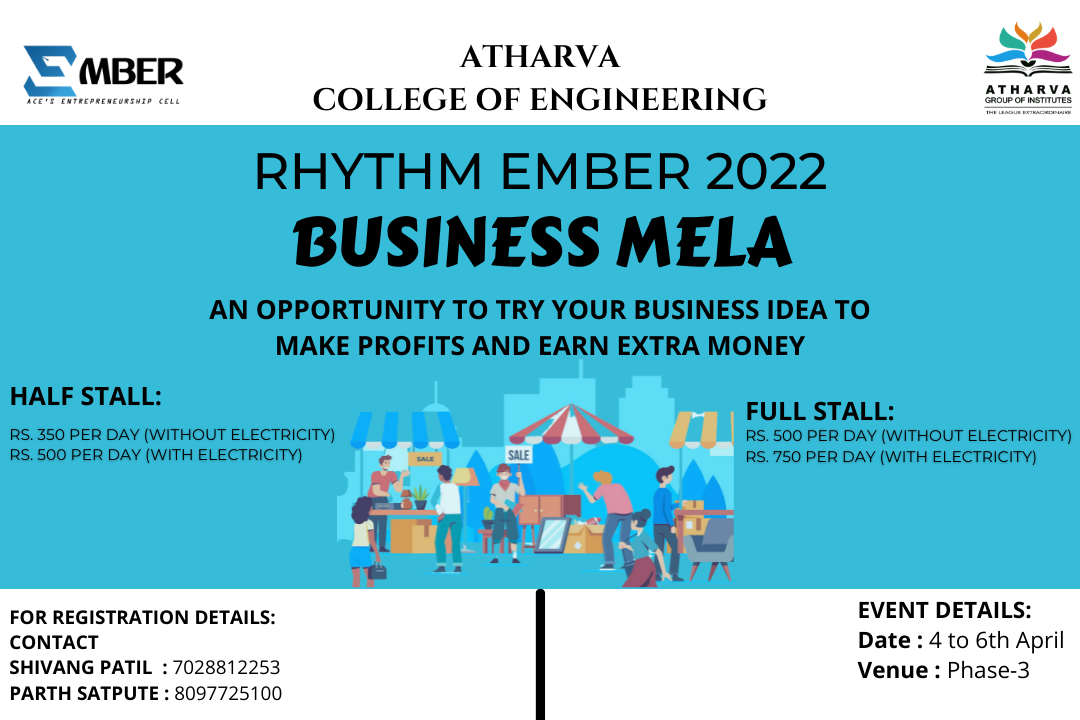 EMBER
ACE'S ENTREPRENEURSHIP CELL
ATHARVA
COLLEGE OF ENGINEERING
ATHARVA
GROUP OF INSTITUTES
THE LEAGUE EXTRAORDINAIRE
RHYTHM EMBER 2022
BUSINESS MELA
AN OPPORTUNITY TO TRY YOUR BUSINESS IDEA TO
MAKE PROFITS AND EARN EXTRA MONEY
HALF STALL:
RS. 350 PER DAY (WITHOUT ELECTRICITY)
RS. 500 PER DAY (WITH ELECTRICITY)
SALE
SALE
FULL STALL:
RS. 500 PER DAY (WITHOUT ELECTRICITY)
RS. 750 PER DAY (WITH ELECTRICITY)
FOR REGISTRATION DETAILS:
CONTACT
SHIVANG PATIL : 7028812253
PARTH SATPUTE : 8097725100
EVENT DETAILS:
Date : 4 to 6th April
Venue : Phase-3